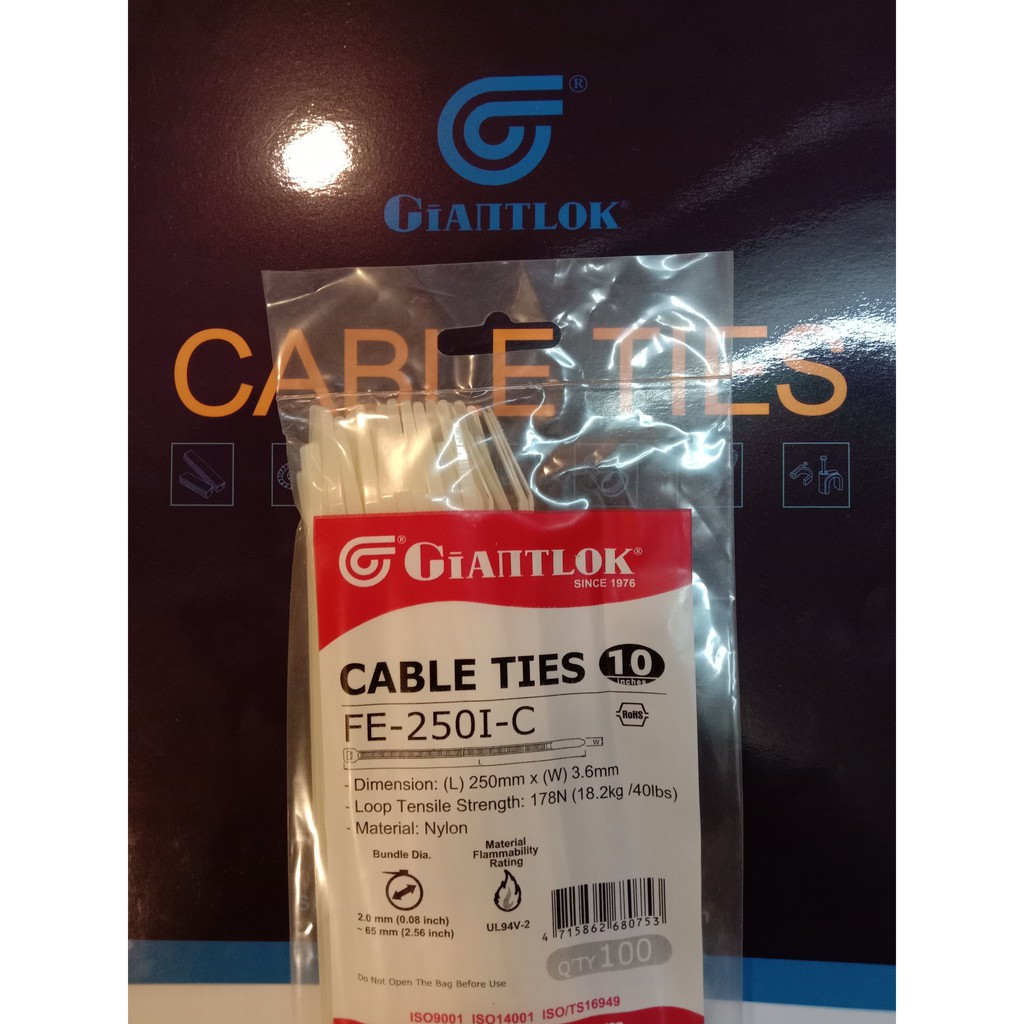 ®
GIANTLOK®
CABLE TIES
® GIANTLOK®
SINCE 1976
CABLE TIES 10 inches
FE-250I-C RoHS
W
L
- Dimension: (L) 250mm x (W) 3.6mm
- Loop Tensile Strength: 178N (18.2kg /40lbs)
- Material: Nylon
Bundle Dia.
2.0 mm (0.08 inch)
~ 65 mm (2.56 inch)
Material
Flammability
Rating
UL94V-2
4 715862 680753
Q'TY 100
Do Not Open The Bag Before Use
ISO9001 ISO14001 ISO/TS16949